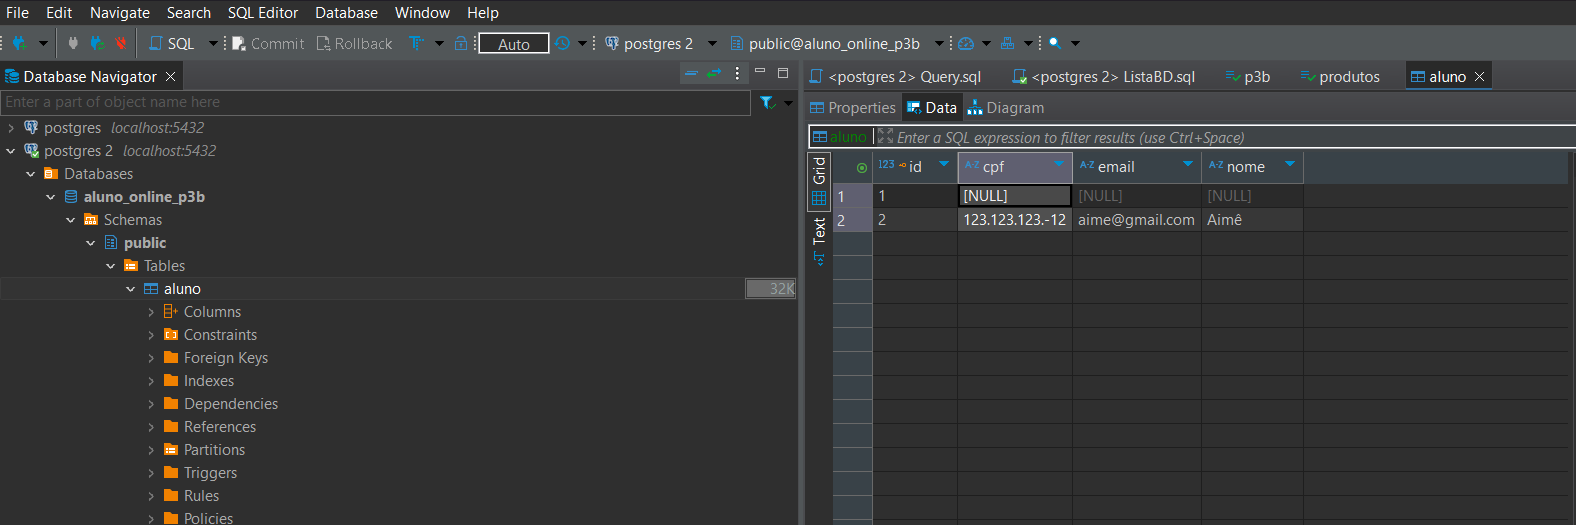 File Edit Navigate Search SQL Editor Database Window Help
SQL Commit Rollback Auto postgres 2 public@aluno_online_p3b
Database Navigator
Enter a part of object name here
postgres localhost:5432
postgres 2 localhost:5432
Databases
aluno_online_p3b
Schemas
public
Tables
aluno 32K
Columns
Constraints
Foreign Keys
Indexes
Dependencies
References
Partitions
Triggers
Rules
Policies
<postgres 2> Query.sql <postgres 2> ListaBD.sql p3b produtos aluno
Properties Data Diagram
aluno Enter a SQL expression to filter results (use Ctrl+Space)
Grid
Text
123 id A-Z cpf A-Z email A-Z nome
1 1 [NULL] [NULL] [NULL]
2 2 123.123.123.-12 aime@gmail.com Aimê